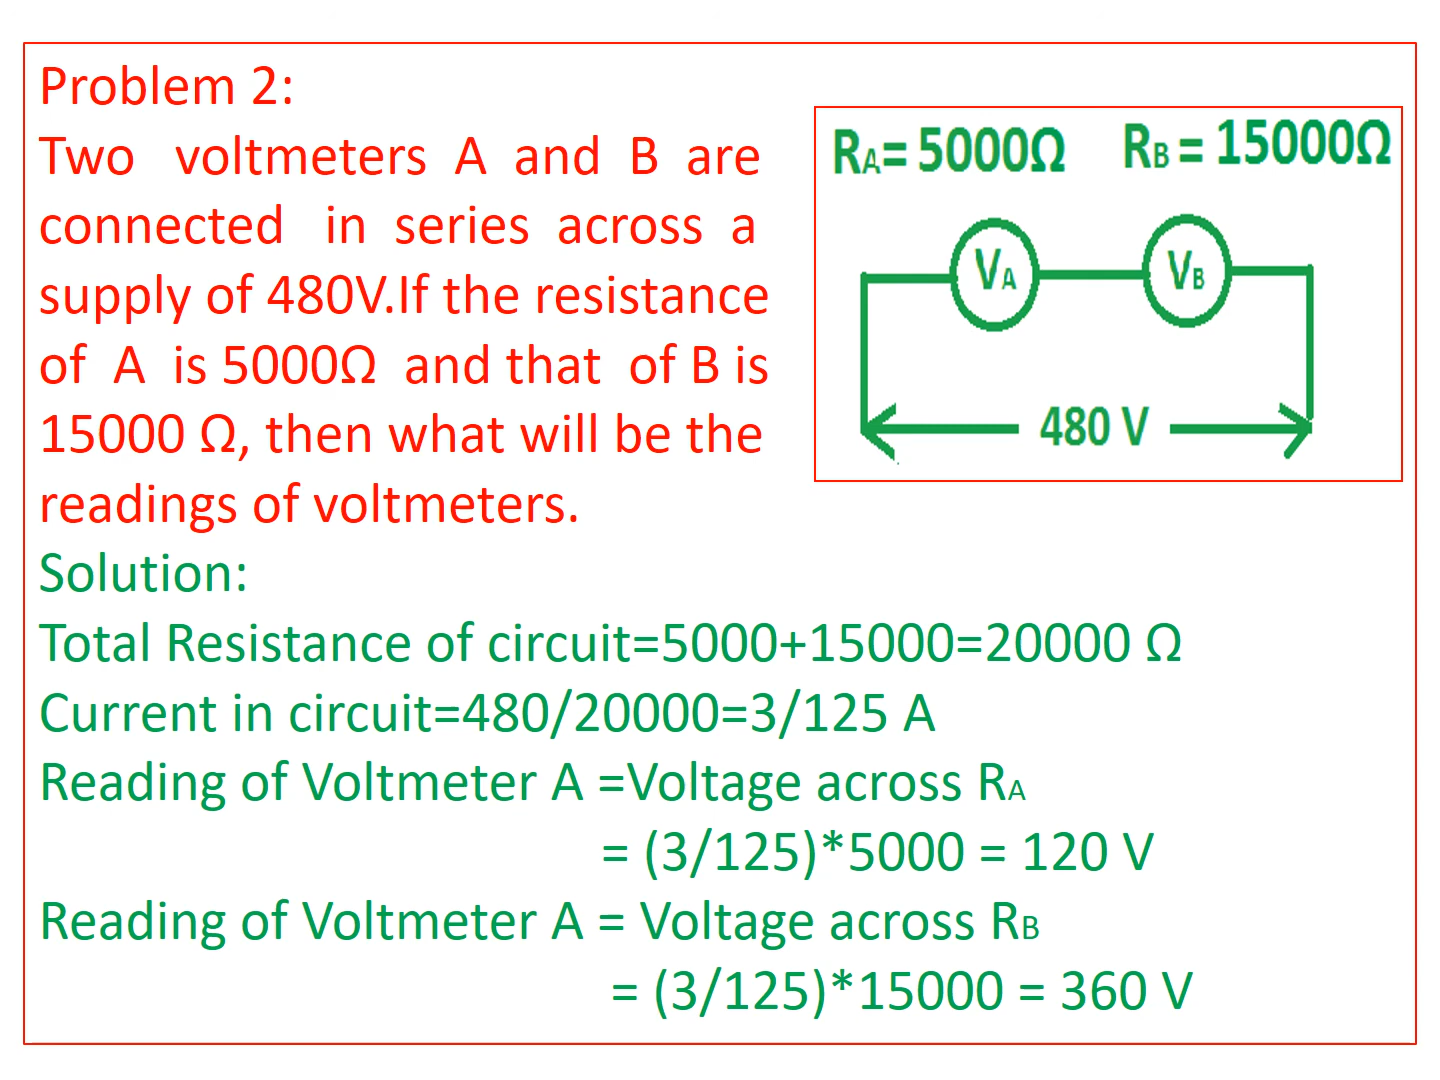 Problem 2:
Two voltmeters A and B are
connected in series across a
supply of 480V.If the resistance
of A is 5000Ω and that of B is
15000 Ω, then what will be the
readings of voltmeters.
RA= 5000Ω RB = 15000Ω
VA VB
480 V
Solution:
Total Resistance of circuit=5000+15000=20000 Ω
Current in circuit=480/20000=3/125 A
Reading of Voltmeter A =Voltage across RA
= (3/125)*5000 = 120 V
Reading of Voltmeter A = Voltage across RB
= (3/125)*15000 = 360 V